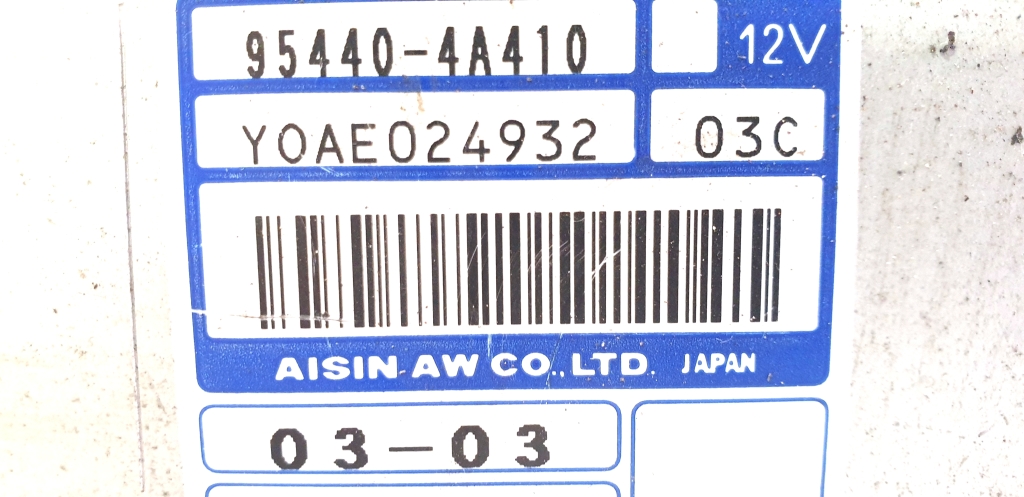 95440-4A410 12V
YOAE024932 03C
AISIN AW CO.,LTD. JAPAN
03-03